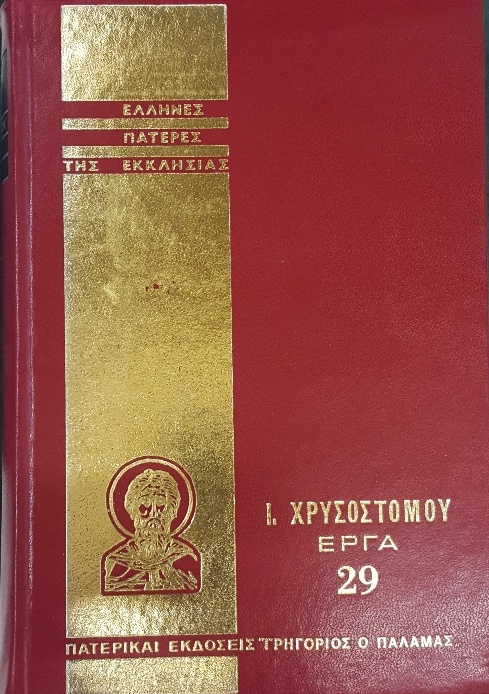 ΕΛΛΗΝΕΣ
ΠΑΤΕΡΕΣ
ΤΗΣ ΕΚΚΛΗΣΙΑΣ
Ι. ΧΡΥΣΟΣΤΟΜΟΥ
ΕΡΓΑ
29
ΠΑΤΕΡΙΚΑΙ ΕΚΔΟΣΕΙΣ "ΓΡΗΓΟΡΙΟΣ Ο ΠΑΛΑΜΑΣ„